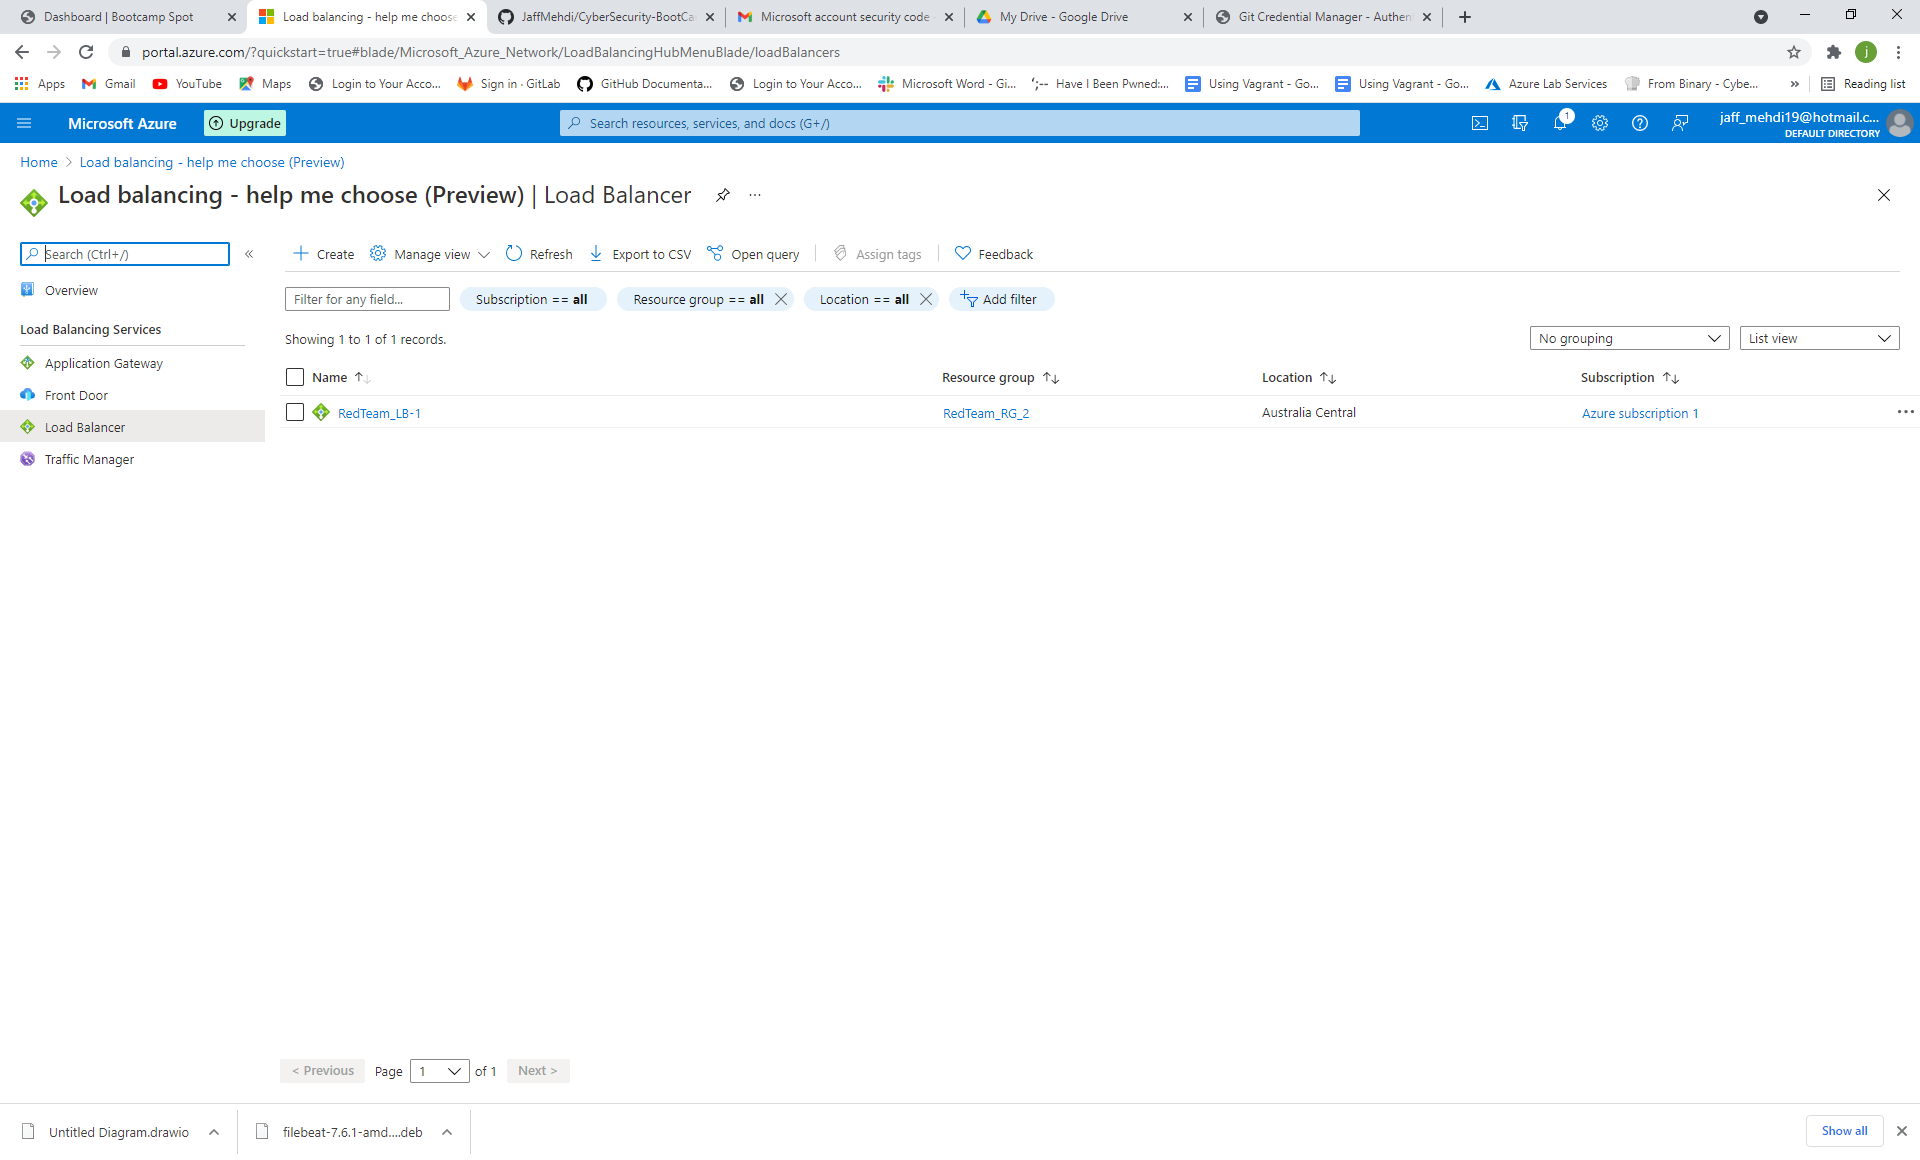 Dashboard | Bootcamp Spot
Load balancing - help me choose
JaffMehdi/CyberSecurity-BootCa
Microsoft account security code -
My Drive - Google Drive
Git Credential Manager - Authen
portal.azure.com/?quickstart=true#blade/Microsoft_Azure_Network/LoadBalancingHubMenuBlade/loadBalancers
j
Apps
Gmail
YouTube
Maps
Login to Your Acco...
Sign in · GitLab
GitHub Documenta...
Login to Your Acco...
Microsoft Word - Gi...
Have I Been Pwned:...
Using Vagrant - Go...
Using Vagrant - Go...
Azure Lab Services
From Binary - Cybe...
»
Reading list
Microsoft Azure
Upgrade
Search resources, services, and docs (G+/)
1
jaff_mehdi19@hotmail.c...
DEFAULT DIRECTORY
Home > Load balancing - help me choose (Preview)
Load balancing - help me choose (Preview) | Load Balancer
Search (Ctrl+/)
«
Create
Manage view
Refresh
Export to CSV
Open query
Assign tags
Feedback
Overview
Load Balancing Services
Application Gateway
Front Door
Load Balancer
Traffic Manager
Filter for any field...
Subscription == all
Resource group == all
Location == all
Add filter
Showing 1 to 1 of 1 records.
No grouping
List view
Name
Resource group
Location
Subscription
RedTeam_LB-1
RedTeam_RG_2
Australia Central
Azure subscription 1
< Previous
Page
1
of 1
Next >
Untitled Diagram.drawio
filebeat-7.6.1-amd....deb
Show all